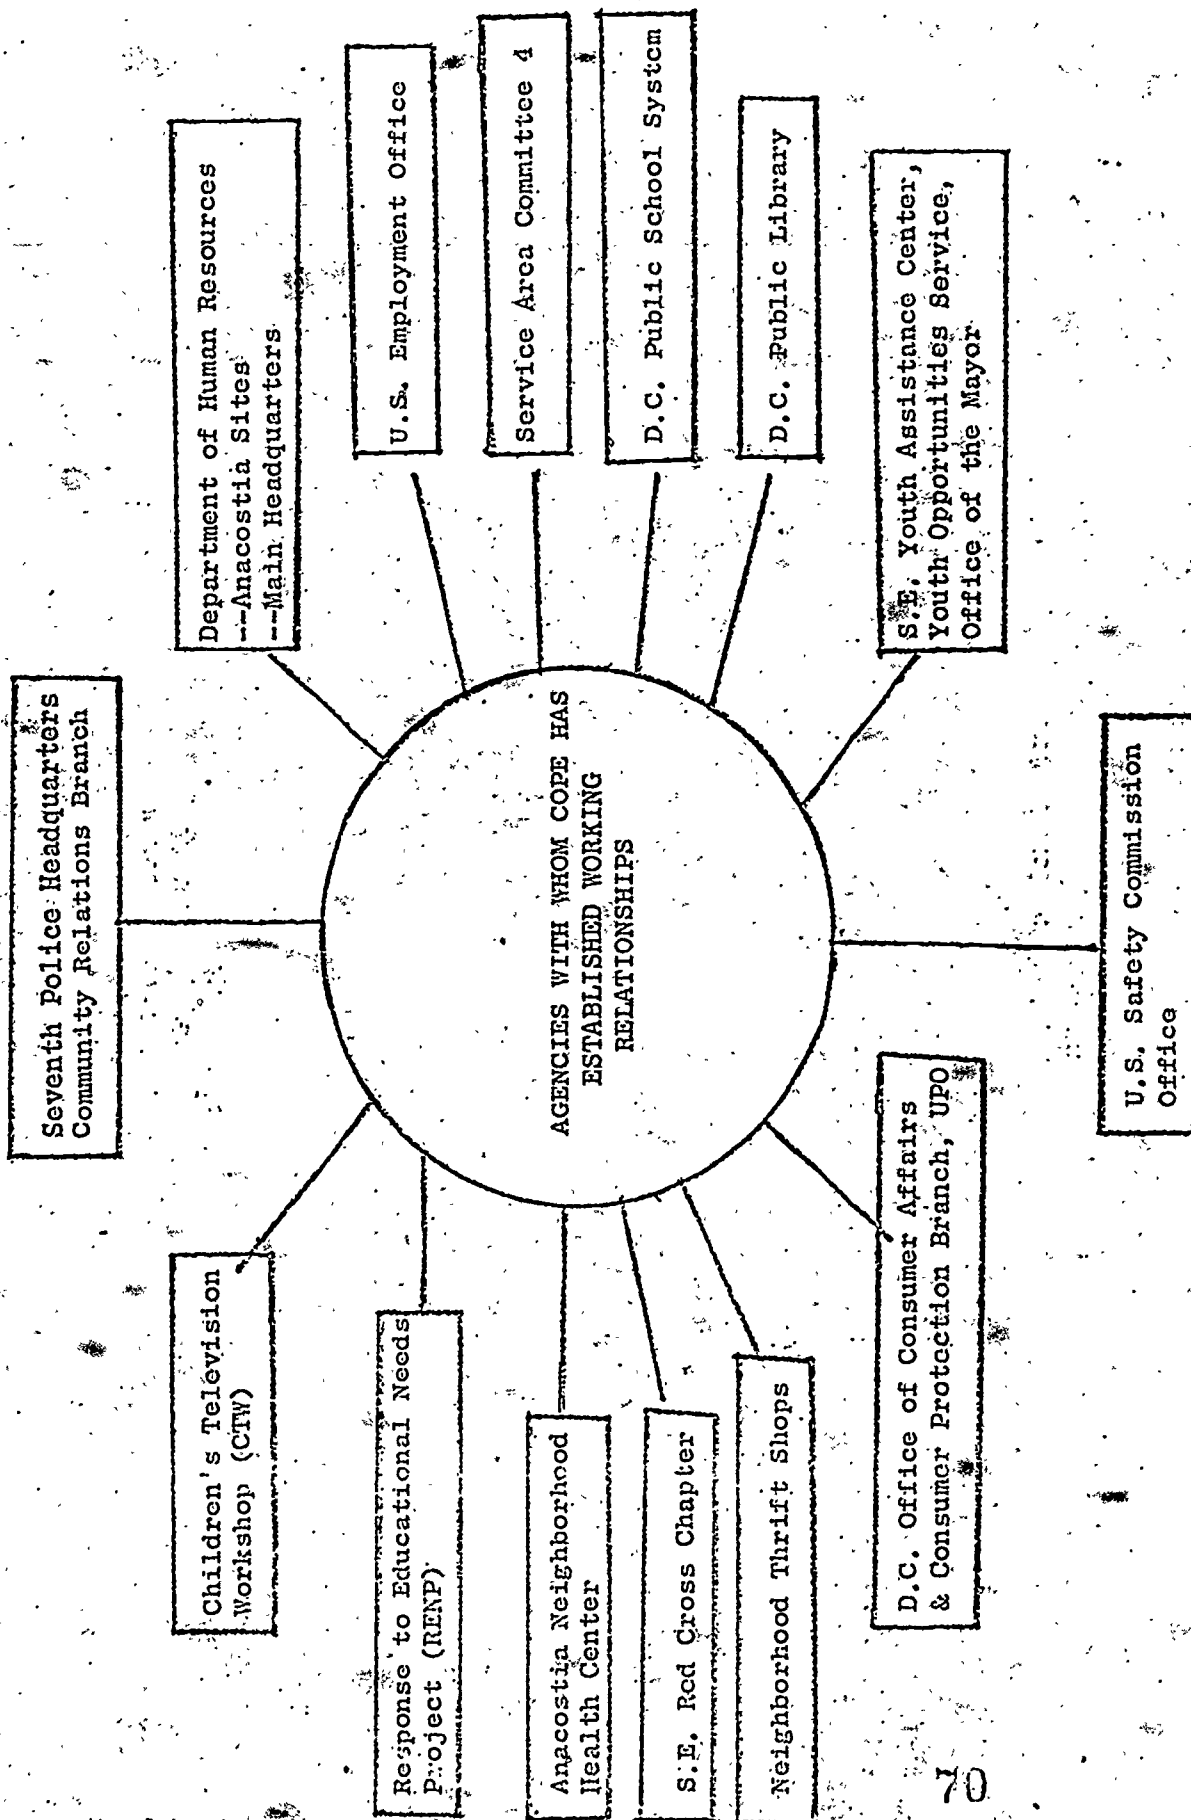 Seventh Police Headquarters
Community Relations Branch
Department of Human Resources
--Anacostia Sites
--Main Headquarters
U.S. Employment Office
Service Area Committee 4
D.C. Public School System
D.C. Public Library
S.E. Youth Assistance Center,
Youth Opportunities Service,
Office of the Mayor
U.S. Safety Commission
Office
D.C. Office of Consumer Affairs
& Consumer Protection Branch, UPO
Neighborhood Thrift Shops
S.E. Red Cross Chapter
Anacostia Neighborhood
Health Center
Response to Educational Needs
Project (RENP)
Children's Television
Workshop (CTW)
AGENCIES WITH WHOM COPE HAS
ESTABLISHED WORKING
RELATIONSHIPS
70